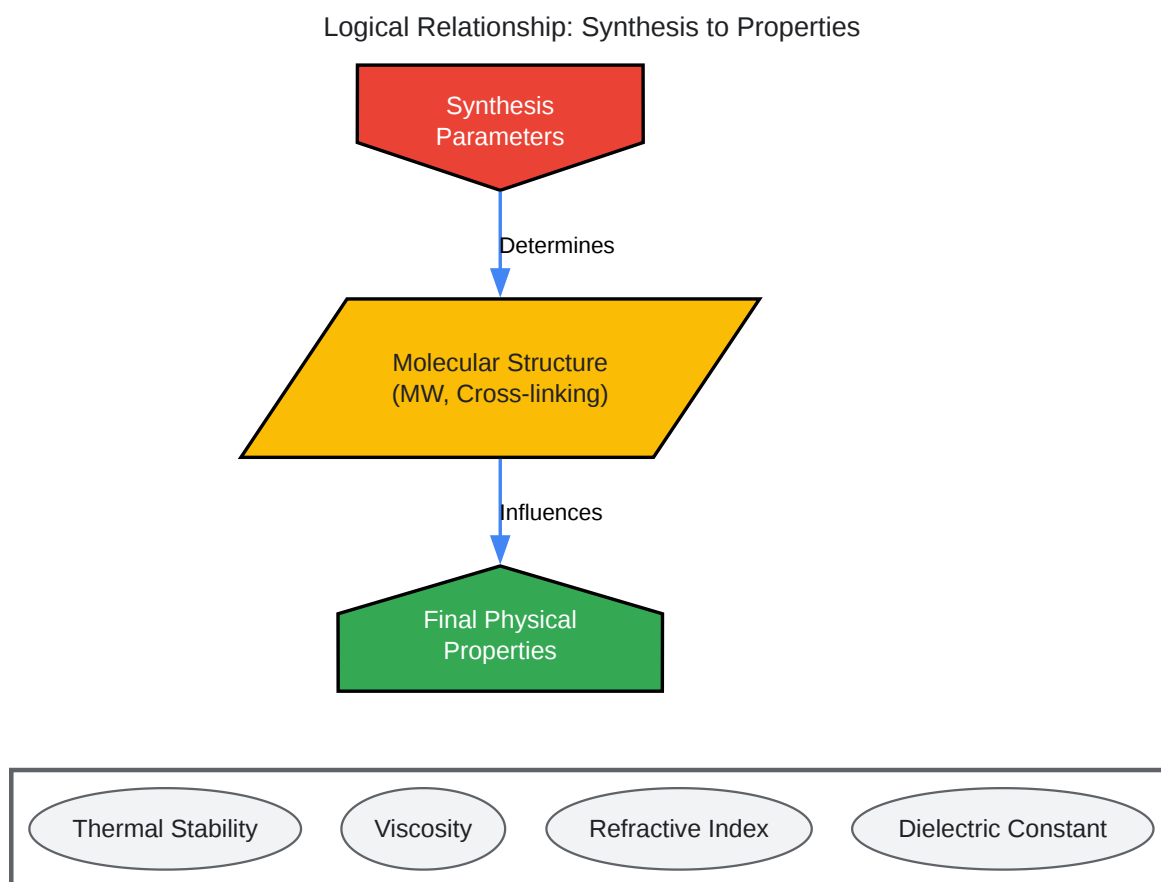 Logical Relationship: Synthesis to Properties
Synthesis
Parameters
Determines
Molecular Structure
(MW, Cross-linking)
Influences
Final Physical
Properties
Thermal Stability
Viscosity
Refractive Index
Dielectric Constant